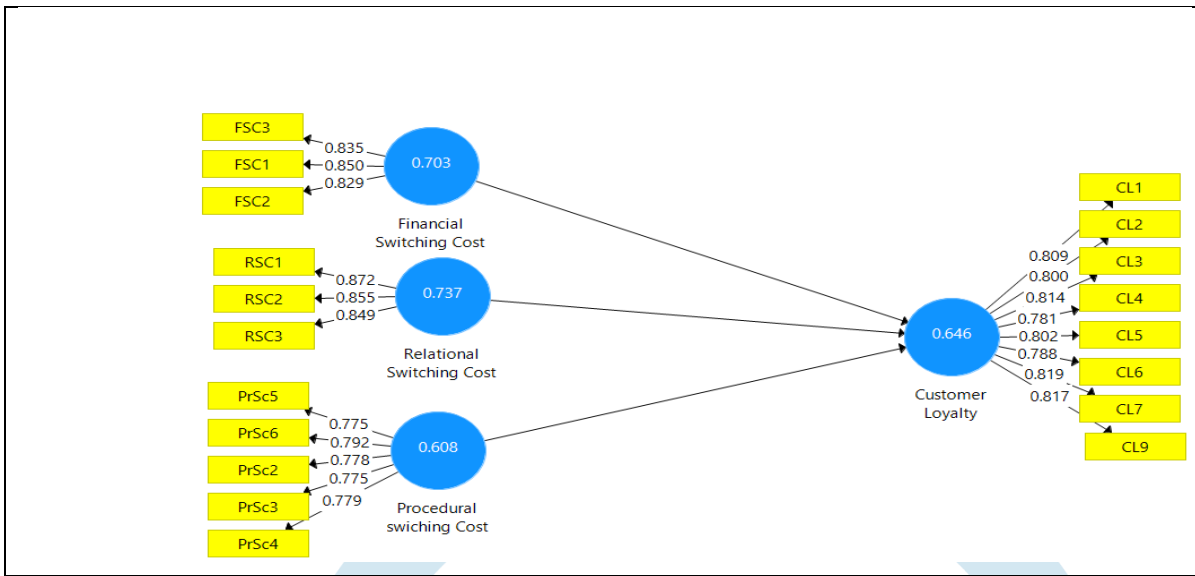 FSC3
FSC1
FSC2
0.835
0.850
0.829
0.703
Financial
Switching Cost
RSC1
RSC2
RSC3
0.872
0.855
0.849
0.737
Relational
Switching Cost
PrSc5
PrSc6
PrSc2
PrSc3
PrSc4
0.775
0.792
0.778
0.775
0.779
0.608
Procedural
swiching Cost
0.646
Customer
Loyalty
0.809
0.800
0.814
0.781
0.802
0.788
0.819
0.817
CL1
CL2
CL3
CL4
CL5
CL6
CL7
CL9